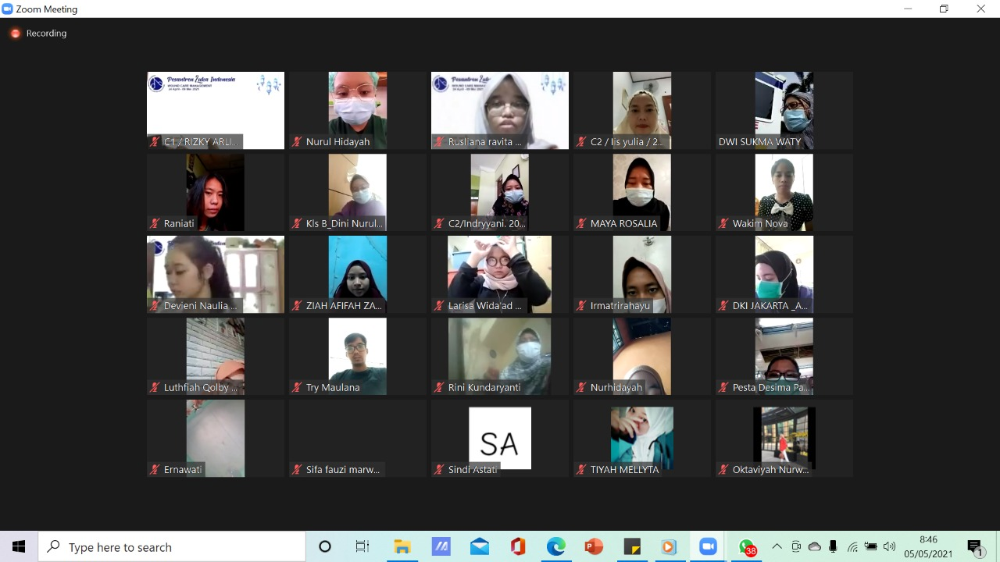 Zoom Meeting
Recording
Pesantren Luka Indonesia
WOUND CARE MANAGEMENT
24 April - 09 Mei 2021
C1 / RIZKY ARLI...
Nurul Hidayah
Pesantren Luk
WOUND CARE MANAG
24 April - 09 Mei 2021
Rusliana ravita ...
C2 / Iis yulia / 2...
DWI SUKMA WATY
Raniati
Kls B_Dini Nurul...
C2/Indryyani. 20...
MAYA ROSALIA
Wakim Nova
Devieni Naulia ...
ZIAH AFIFAH ZA...
Larisa Wida'ad ...
Irmatrirahayu
DKI JAKARTA _A...
Luthfiah Qolby ...
Try Maulana
Rini Kundaryanti
Nurhidayah
Pesta Desima Pa...
Ernawati
Sifa fauzi marw...
SA
Sindi Astati
TIYAH MELLYTA
Oktaviyah Nurw...
Type here to search
38
8:46
05/05/2021
1